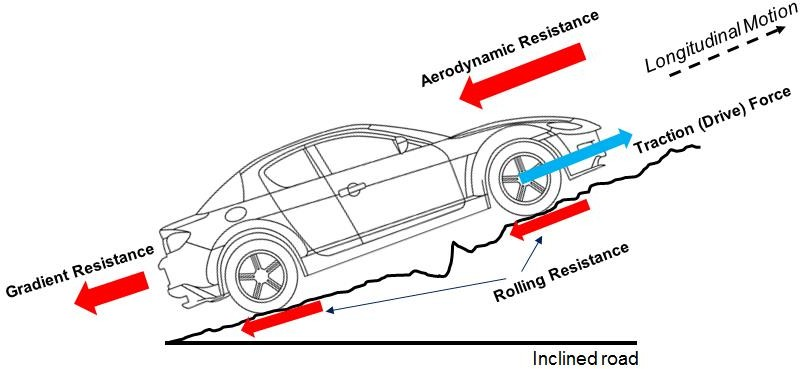 Aerodynamic Resistance
Longitudinal Motion
Traction (Drive) Force
Gradient Resistance
Rolling Resistance
Inclined road